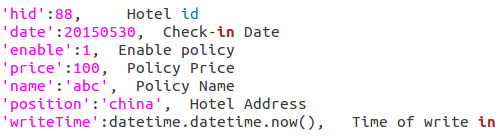 'hid':88,     Hotel id
'date':20150530,  Check-in Date
'enable':1,  Enable policy
'price':100,  Policy Price
'name':'abc',  Policy Name
'position':'china',  Hotel Address
'writeTime':datetime.datetime.now(),   Time of write in